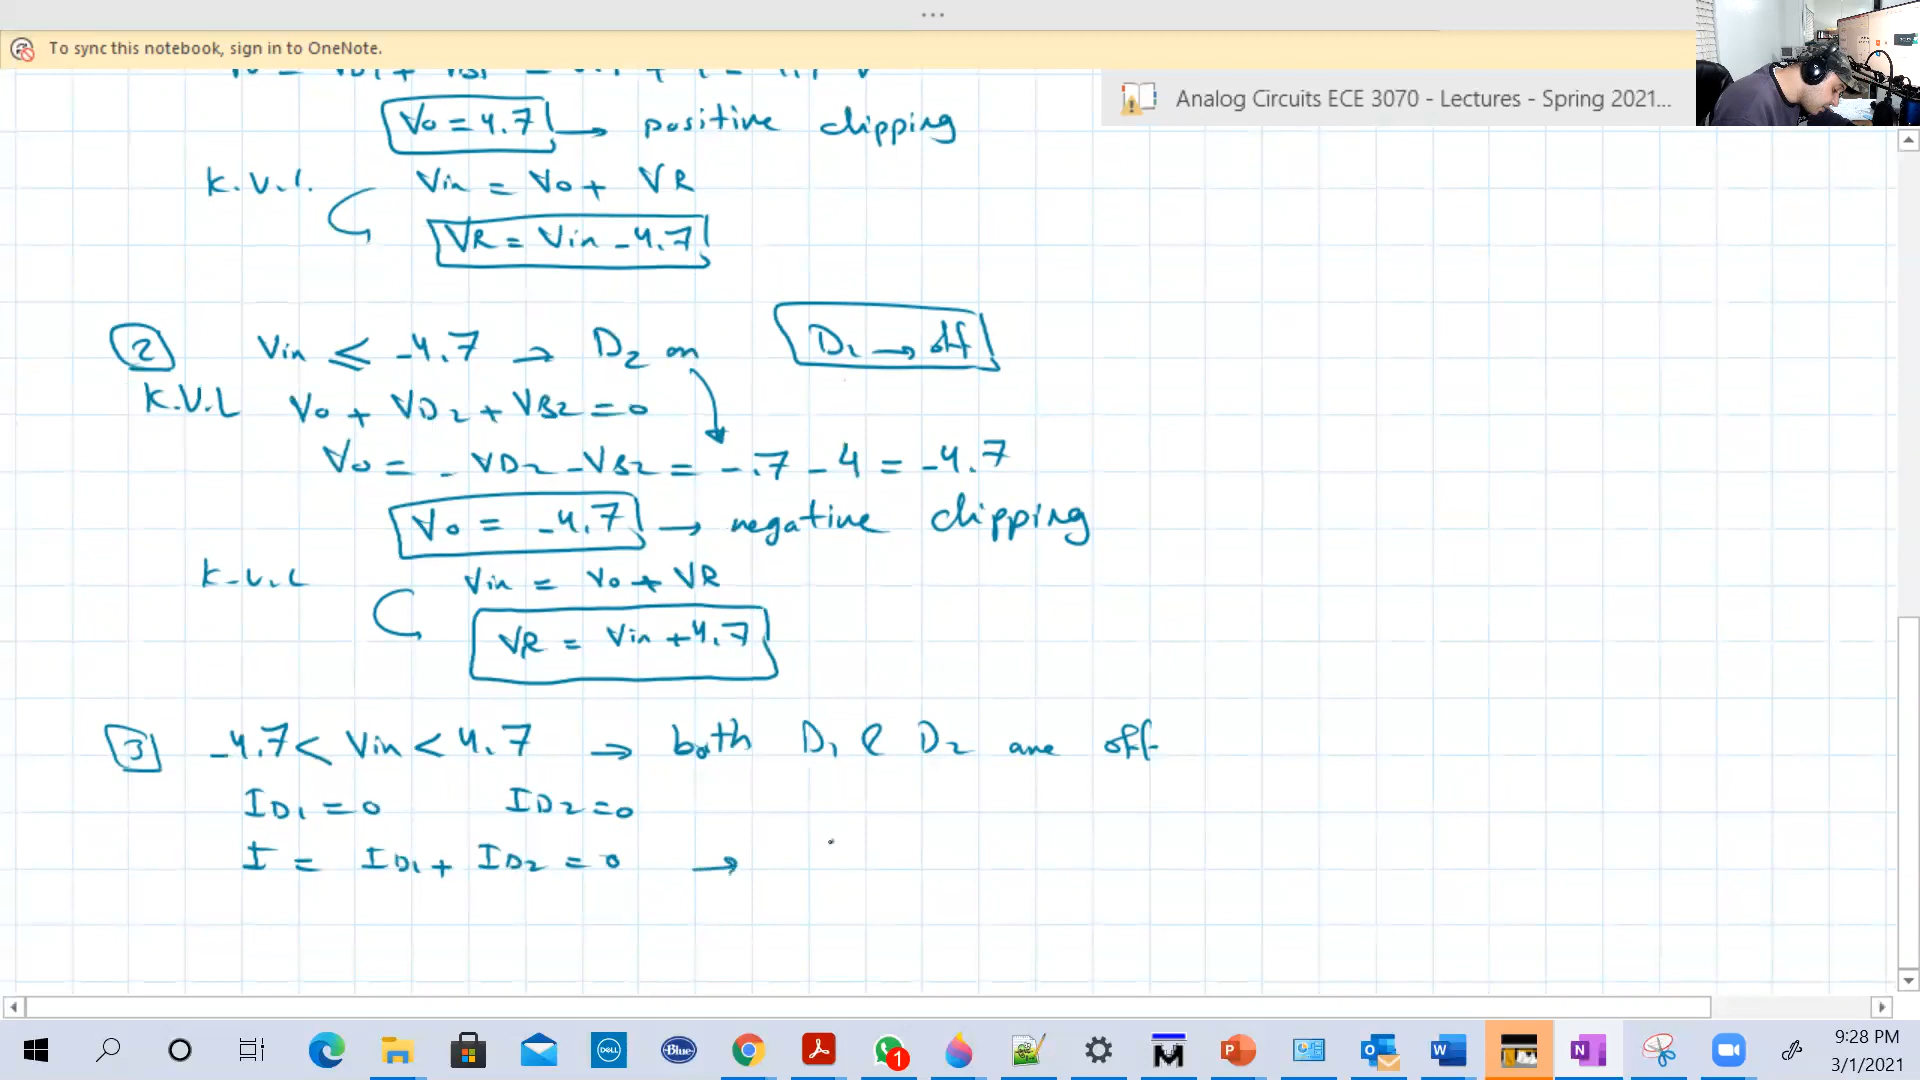 To sync this notebook, sign in to OneNote.
Analog Circuits ECE 3070 - Lectures - Spring 2021...
Vo = 4.7 → positive clipping
K.V.L. Vin = Vo + VR
VR = Vin - 4.7
2 Vin ≤ -4.7 → D2 on D1 → off
K.V.L Vo + VD2 + VB2 = 0
Vo = - VD2 - VB2 = -.7 - 4 = -4.7
Vo = -4.7 → negative clipping
K.V.L Vin = Vo + VR
VR = Vin + 4.7
3 -4.7 < Vin < 4.7 → both D1 & D2 are off
ID1 = 0 ID2 = 0
I = ID1 + ID2 = 0 →
DELL
Blue
1
9:28 PM
3/1/2021